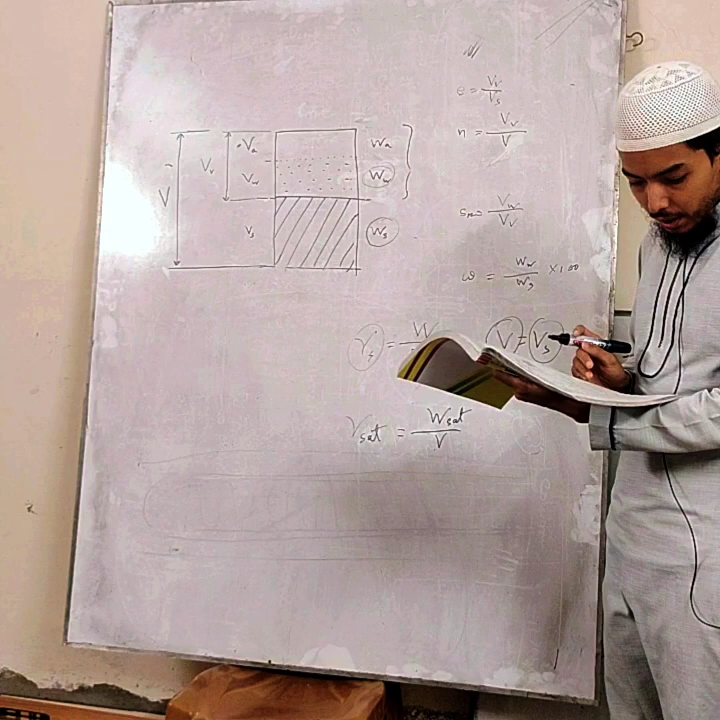 e = Vv/Vs
n = Vv/V
Va Wa
Vv
Vw Ww
V
Vs Ws
Sr = Vw/Vv
ω = Ww/Ws ×100
γs = W
V = Vs
γsat = Wsat/V